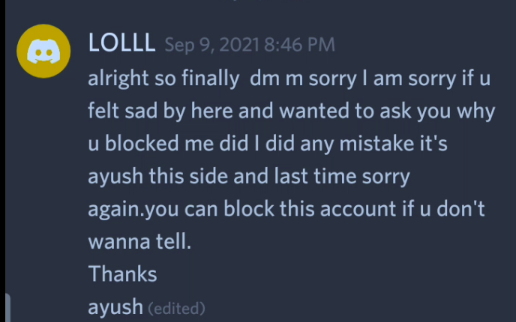 LOLLL Sep 9, 2021 8:46 PM
alright so finally  dm m sorry I am sorry if u
felt sad by here and wanted to ask you why
u blocked me did I did any mistake it's
ayush this side and last time sorry
again.you can block this account if u don't
wanna tell.
Thanks
ayush (edited)